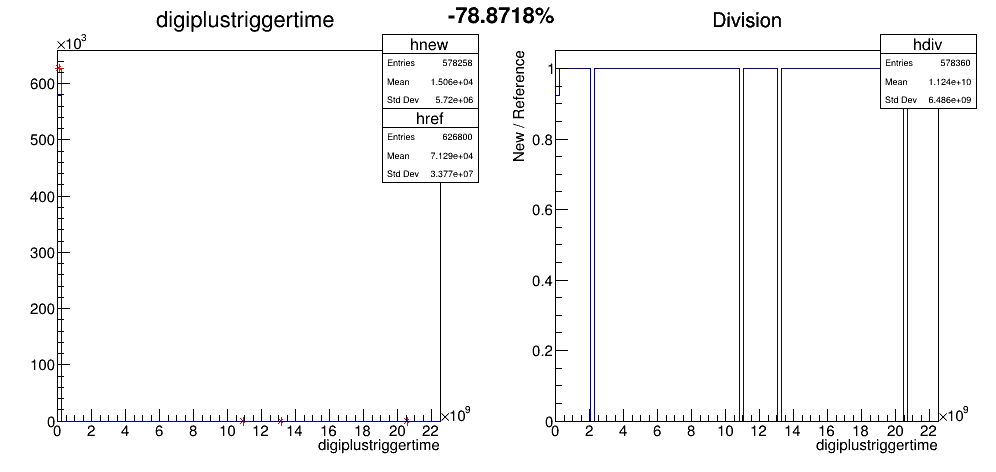 -78.8718%
digiplustriggertime
×10³
600
500
400
300
200
100
0
0 2 4 6 8 10 12 14 16 18 20 22
×10⁹
digiplustriggertime
hnew
Entries 578258
Mean 1.506e+04
Std Dev 5.72e+06
href
Entries 626800
Mean 7.129e+04
Std Dev 3.377e+07
Division
New / Reference
1
0.8
0.6
0.4
0.2
0
0 2 4 6 8 10 12 14 16 18 20 22
×10⁹
digiplustriggertime
hdiv
Entries 578360
Mean 1.124e+10
Std Dev 6.486e+09